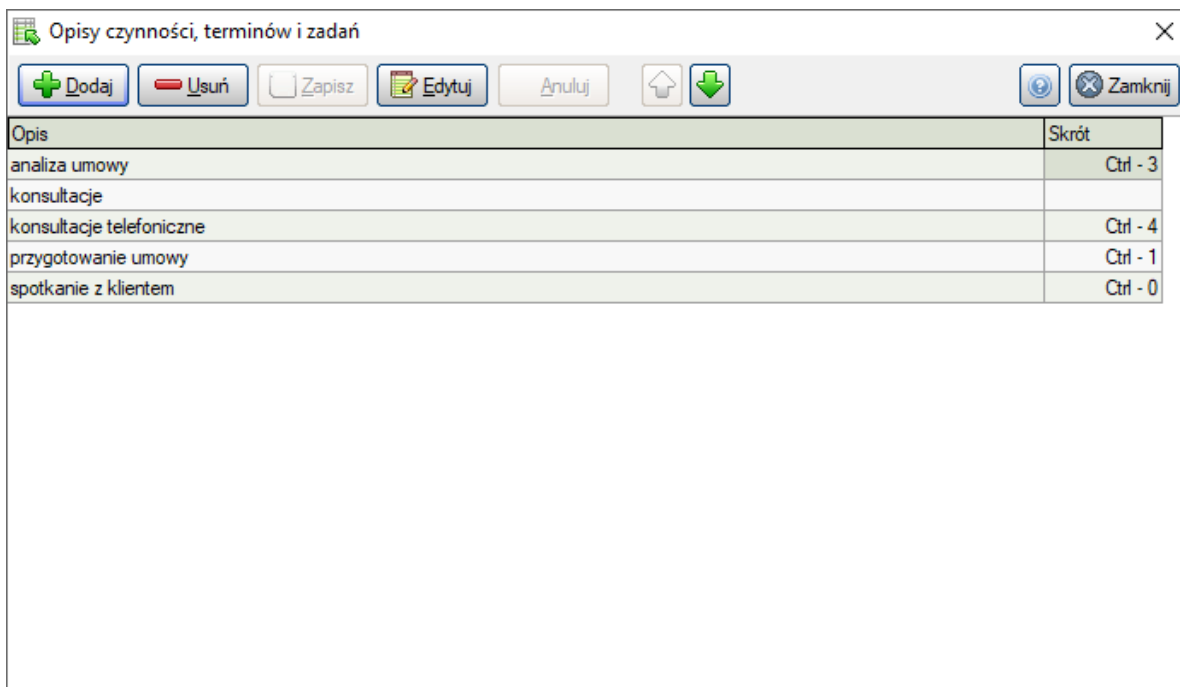 Opisy czynności, terminów i zadań
Dodaj Usuń Zapisz Edytuj Anuluj Zamknij
Opis Skrót
analiza umowy Ctrl - 3
konsultacje
konsultacje telefoniczne Ctrl - 4
przygotowanie umowy Ctrl - 1
spotkanie z klientem Ctrl - 0